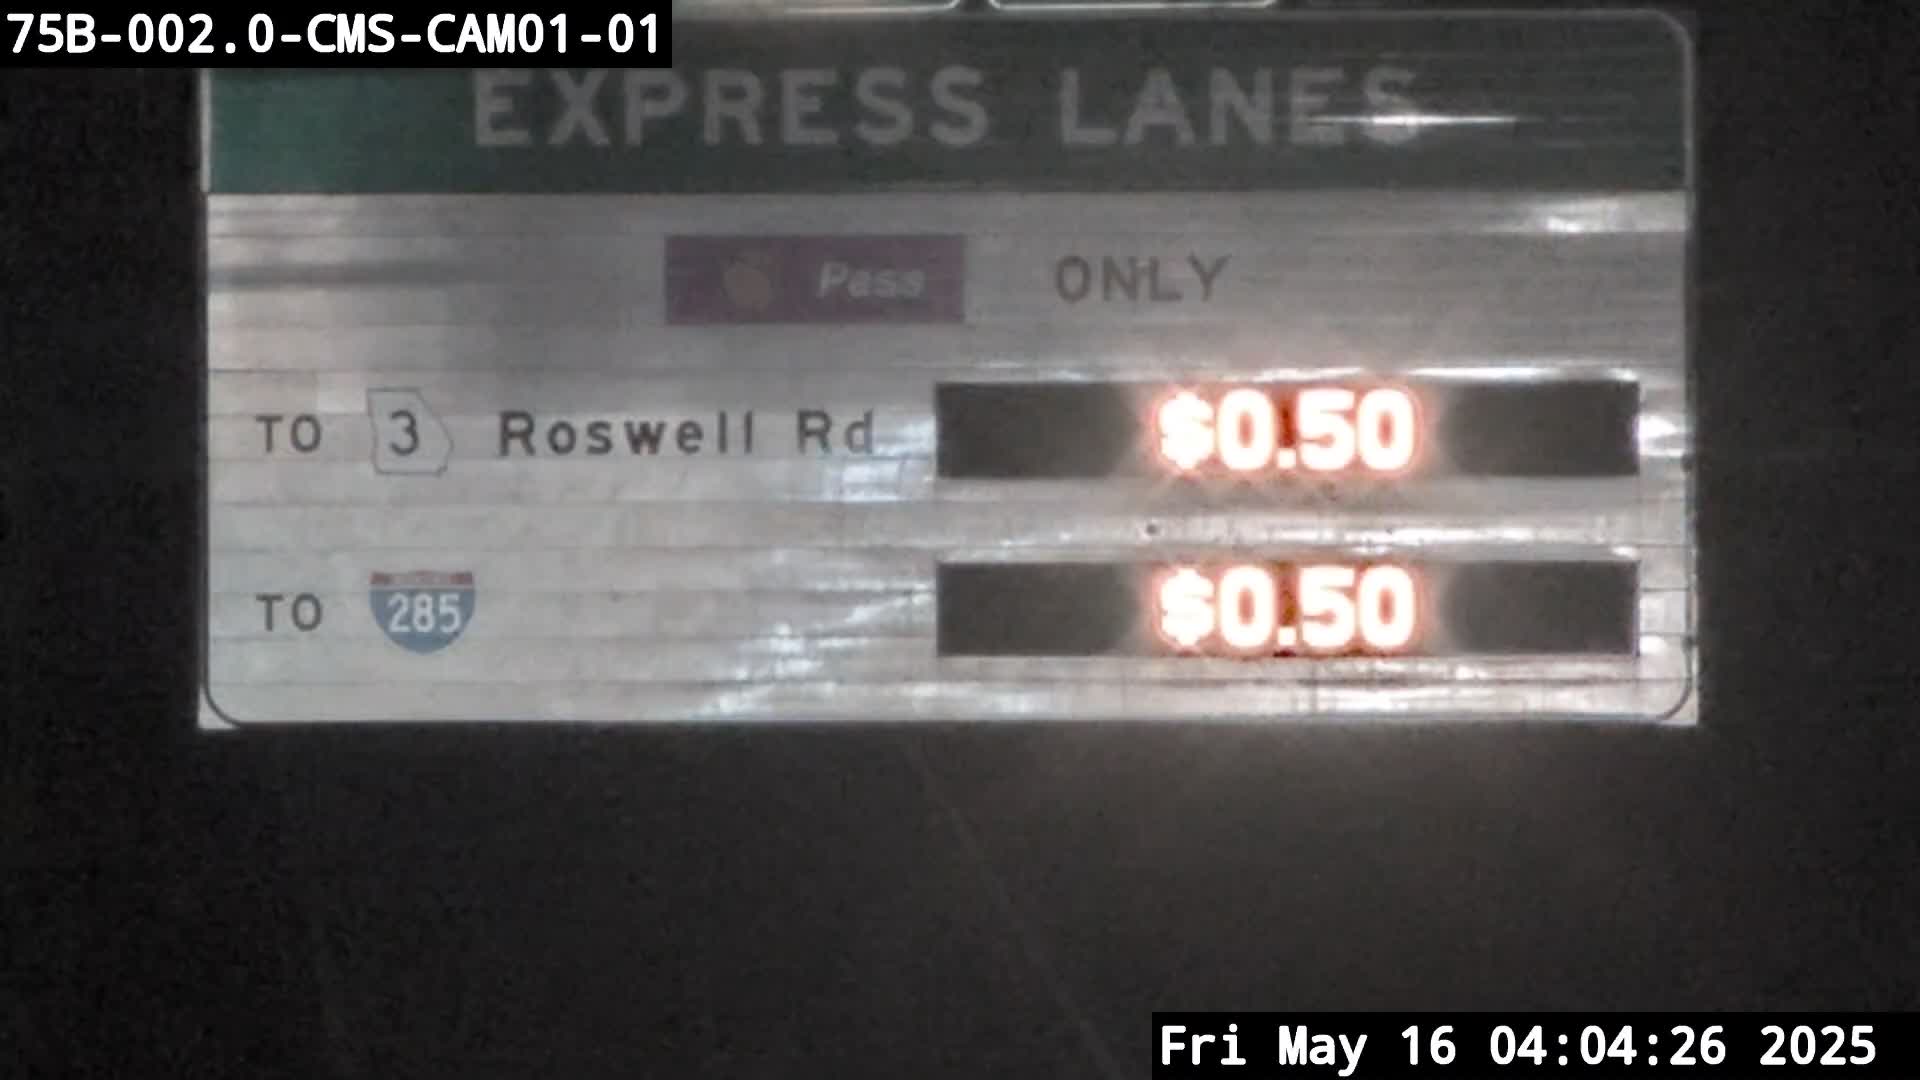 75B-002.0-CMS-CAM01-01
EXPRESS LANES
Pass ONLY
TO 3 Roswell Rd $0.50
TO 285 $0.50
Fri May 16 04:04:26 2025